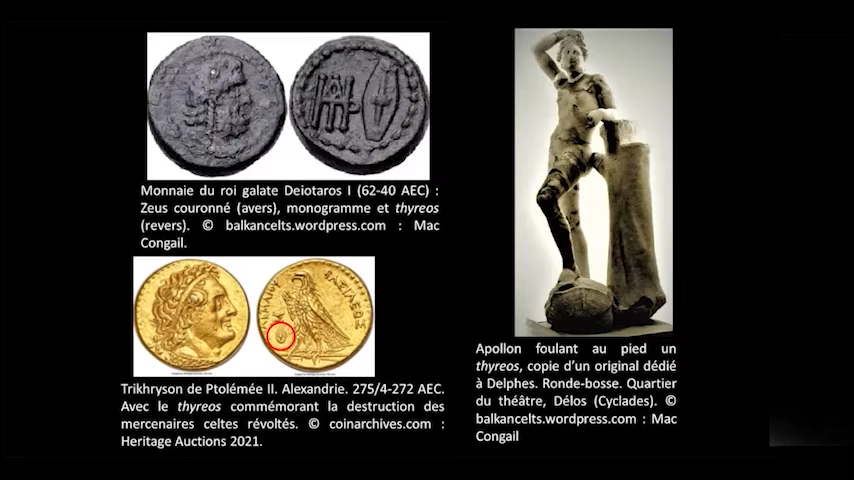 Monnaie du roi galate Deiotaros I (62-40 AEC) :
Zeus couronné (avers), monogramme et thyreos
(revers). © balkancelts.wordpress.com : Mac
Congail.
ΒΑΣΙΛΕΩΣ
Trikhryson de Ptolémée II. Alexandrie. 275/4-272 AEC.
Avec le thyreos commémorant la destruction des
mercenaires celtes révoltés. © coinarchives.com :
Heritage Auctions 2021.
Apollon foulant au pied un
thyreos, copie d’un original dédié
à Delphes. Ronde-bosse. Quartier
du théâtre, Délos (Cyclades). ©
balkancelts.wordpress.com : Mac
Congail